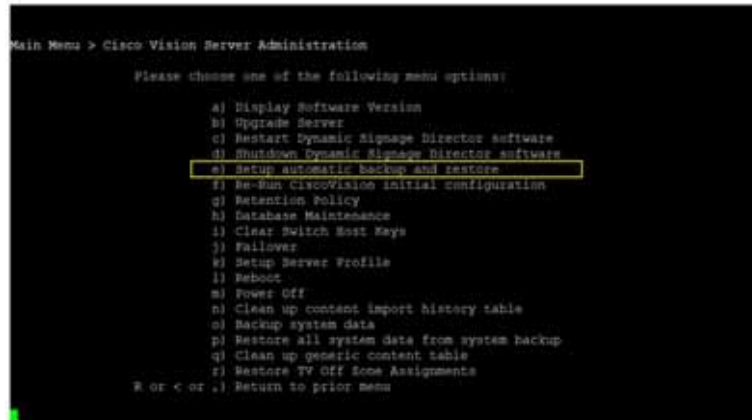 Main Menu > Cisco Vision Server Administration
Please choose one of the following menu options:
a) Display Software Version
b) Upgrade Server
c) Restart Dynamic Signage Director software
d) Shutdown Dynamic Signage Director software
e) Setup automatic backup and restore
f) Re-Run CiscoVision initial configuration
g) Retention Policy
h) Database Maintenance
i) Clear Switch Host Keys
j) Failover
k) Setup Server Profile
l) Reboot
m) Power Off
n) Clean up content import history table
o) Backup system data
p) Restore all system data from system backup
q) Clean up generic content table
r) Restore TV Off Zone Assignments
R or < or .) Return to prior menu